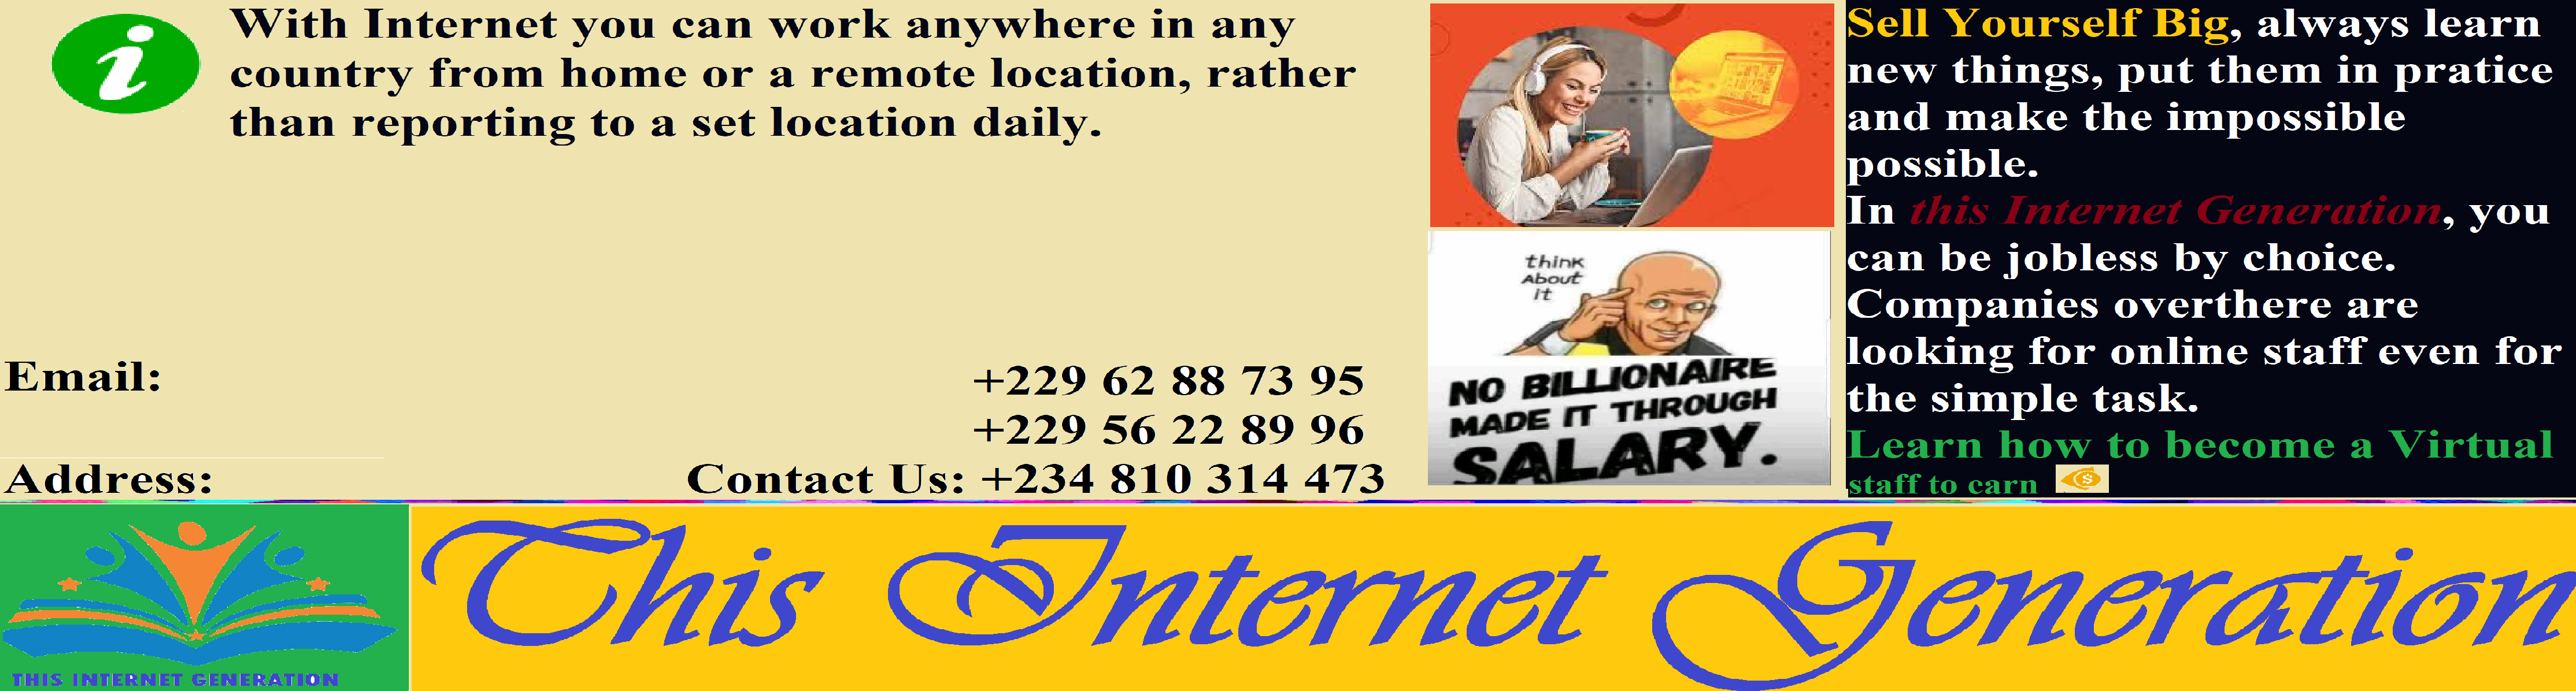 With Internet you can work anywhere in any
country from home or a remote location, rather
than reporting to a set location daily.
Email:
+229 62 88 73 95
+229 56 22 89 96
Address:
Contact Us: +234 810 314 473
think
About
it
NO BILLIONAIRE
MADE IT THROUGH
SALARY.
Sell Yourself Big, always learn
new things, put them in pratice
and make the impossible
possible.
In this Internet Generation, you
can be jobless by choice.
Companies overthere are
looking for online staff even for
the simple task.
Learn how to become a Virtual
staff to carn $
THIS INTERNET GENERATION
This Internet Generation